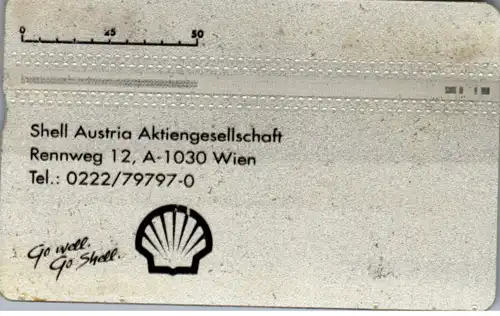 0 25 50
Shell Austria Aktiengesellschaft
Rennweg 12, A-1030 Wien
Tel.: 0222/79797-0
Go well.
Go Shell.